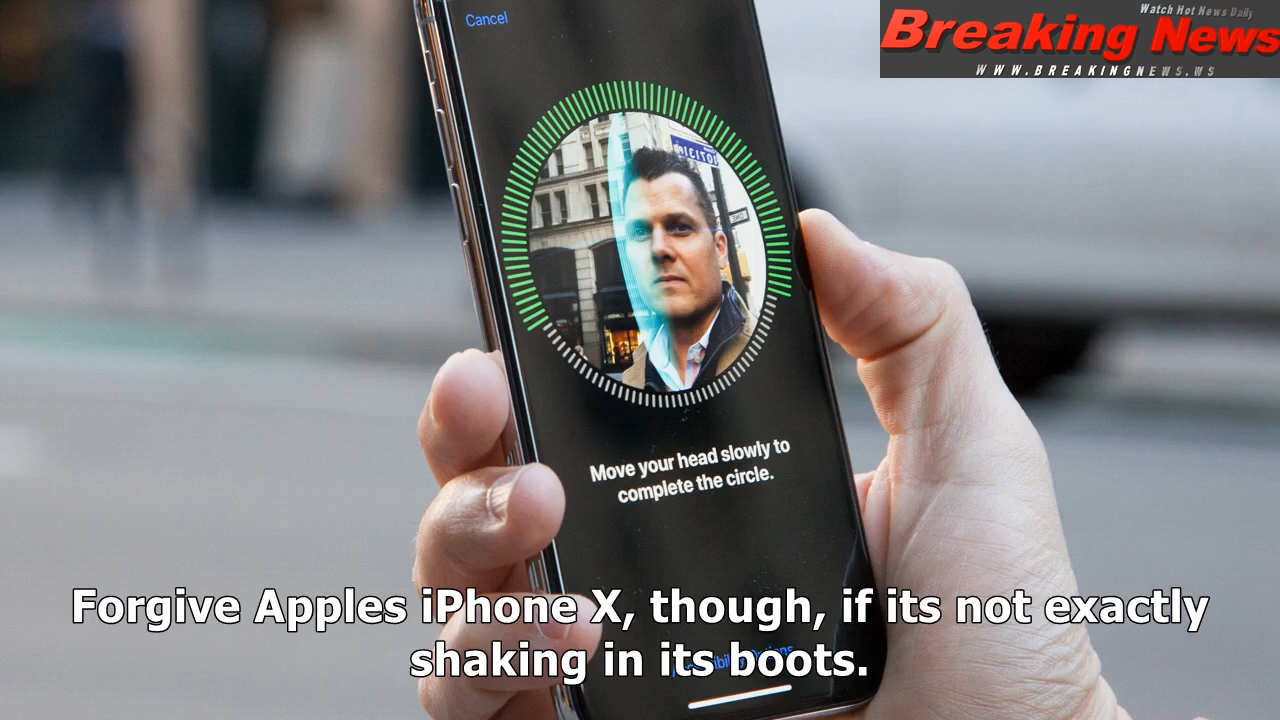 Watch Hot News Daily
Breaking News
WWW.BREAKINGNEWS.WS
Cancel
Move your head slowly to
complete the circle.
Forgive Apples iPhone X, though, if its not exactly
shaking in its boots.